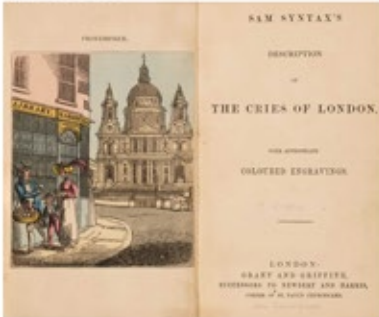 FRONTISPIECE.
LIBRARY
SAM SYNTAX'S
DESCRIPTION
OF
THE CRIES OF LONDON,
WITH APPROPRIATE
COLOURED ENGRAVINGS.
LONDON:
GRANT AND GRIFFITH,
SUCCESSORS TO NEWBERY AND HARRIS,
CORNER OF ST. PAUL'S CHURCHYARD.